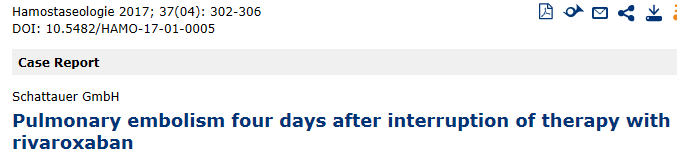 Hamostaseologie 2017; 37(04): 302-306
DOI: 10.5482/HAMO-17-01-0005
Case Report
Schattauer GmbH
Pulmonary embolism four days after interruption of therapy with
rivaroxaban